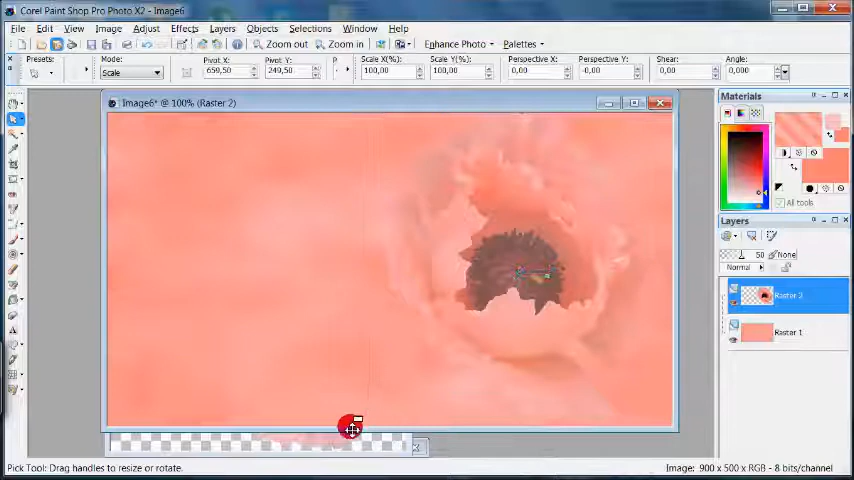 Corel Paint Shop Pro Photo X2 - Image6
File Edit View Image Adjust Effects Layers Objects Selections Window Help
Zoom out Zoom in Enhance Photo Palettes
Presets: Mode: Pivot X: Pivot Y: P. Scale X(%): Scale Y(%): Perspective X: Perspective Y: Shear: Angle:
Scale 659,50 249,50 100,00 100,00 0,00 -0,00 0,00 0,000
Image6* @ 100% (Raster 2)
Materials
All tools
Layers
50 None
Normal
Raster 2
Raster 1
Pick Tool: Drag handles to resize or rotate.
Image: 900 x 500 x RGB - 8 bits/channel